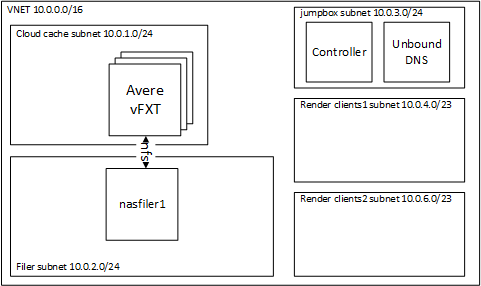 VNET 10.0.0.0/16
Cloud cache subnet 10.0.1.0/24
Avere
vFXT
nfs
nasfiler1
Filer subnet 10.0.2.0/24
jumpbox subnet 10.0.3.0/24
Controller
Unbound
DNS
Render clients1 subnet 10.0.4.0/23
Render clients2 subnet 10.0.6.0/23